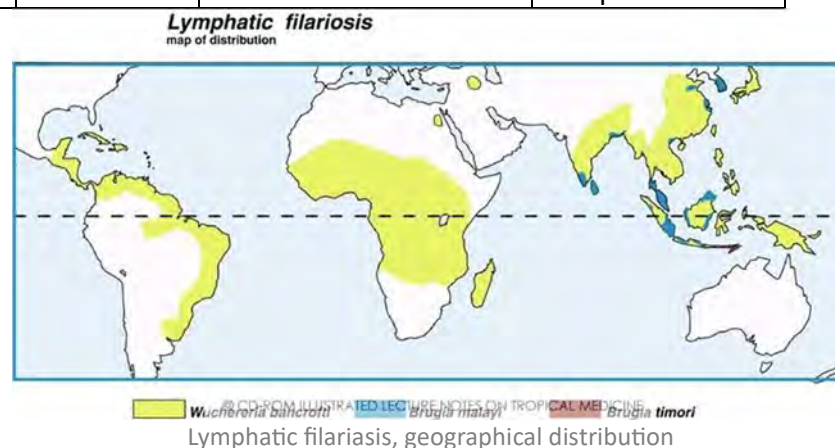 Lymphatic filariosis
map of distribution
Wuchereria bancrofti
Brugia malayi
Brugia timori
@ CD-ROM ILLUSTRATED LECTURE NOTES ON TROPICAL MEDICINE
Lymphatic filariasis, geographical distribution